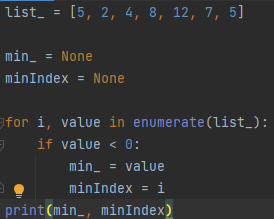 list_ = [5, 2, 4, 8, 12, 7, 5]
min_ = None
minIndex = None
for i, value in enumerate(list_):
    if value < 0:
        min_ = value
        minIndex = i
print(min_, minIndex)